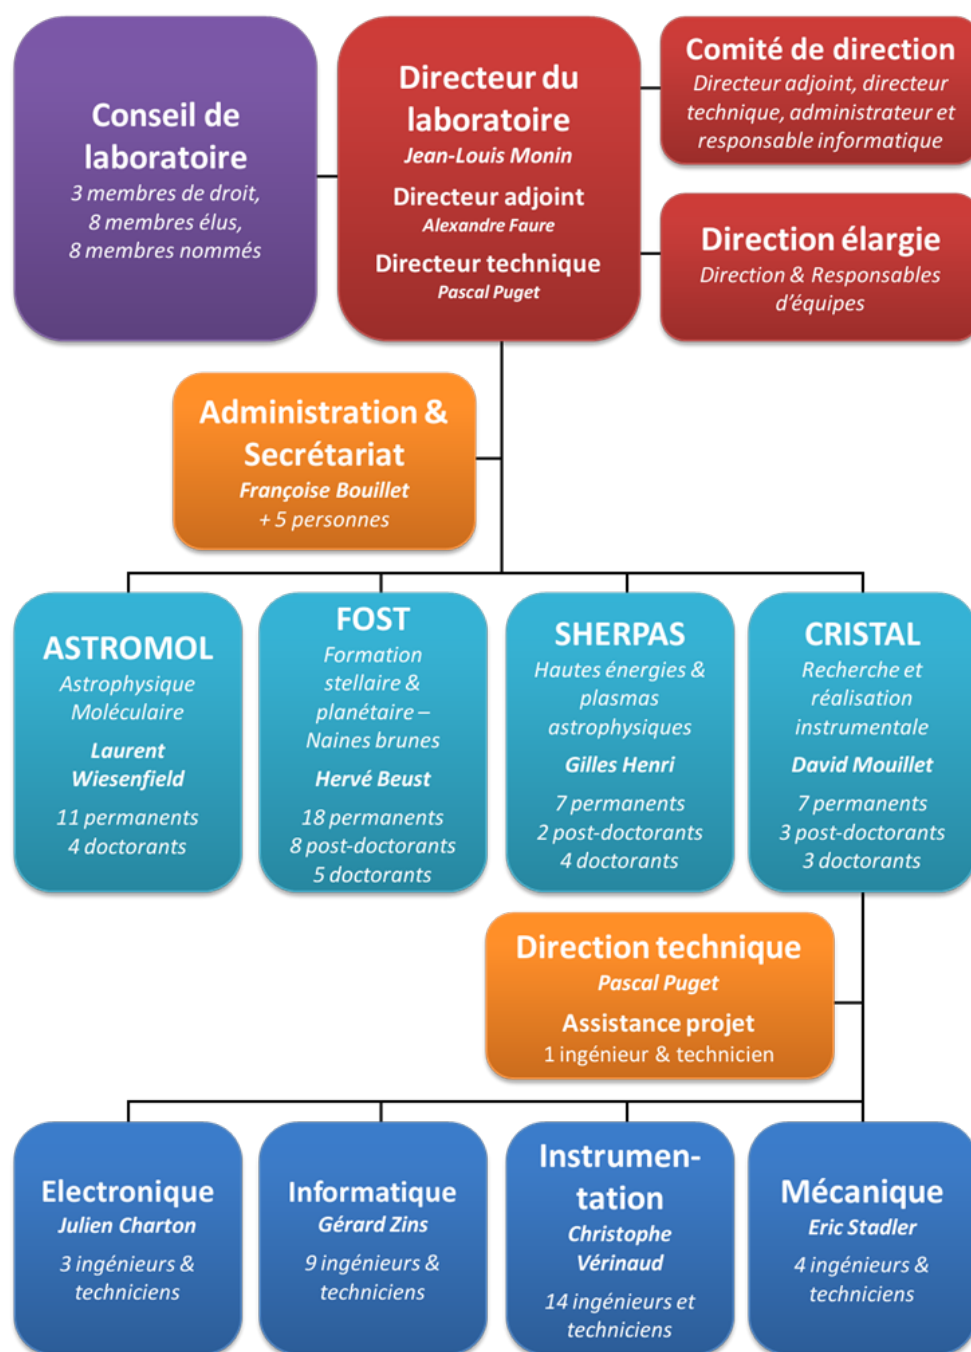 Conseil de
laboratoire
3 membres de droit,
8 membres élus,
8 membres nommés
Directeur du
laboratoire
Jean-Louis Monin
Directeur adjoint
Alexandre Faure
Directeur technique
Pascal Puget
Comité de direction
Directeur adjoint, directeur
technique, administrateur et
responsable informatique
Direction élargie
Direction & Responsables
d'équipes
Administration &
Secrétariat
Françoise Bouillet
+ 5 personnes
ASTROMOL
Astrophysique
Moléculaire
Laurent
Wiesenfield
11 permanents
4 doctorants
FOST
Formation
stellaire &
planétaire –
Naines brunes
Hervé Beust
18 permanents
8 post-doctorants
5 doctorants
SHERPAS
Hautes énergies &
plasmas
astrophysiques
Gilles Henri
7 permanents
2 post-doctorants
4 doctorants
CRISTAL
Recherche et
réalisation
instrumentale
David Mouillet
7 permanents
3 post-doctorants
3 doctorants
Direction technique
Pascal Puget
Assistance projet
1 ingénieur & technicien
Electronique
Julien Charton
3 ingénieurs &
techniciens
Informatique
Gérard Zins
9 ingénieurs &
techniciens
Instrumen-
tation
Christophe
Vérinaud
14 ingénieurs et
techniciens
Mécanique
Eric Stadler
4 ingénieurs &
techniciens